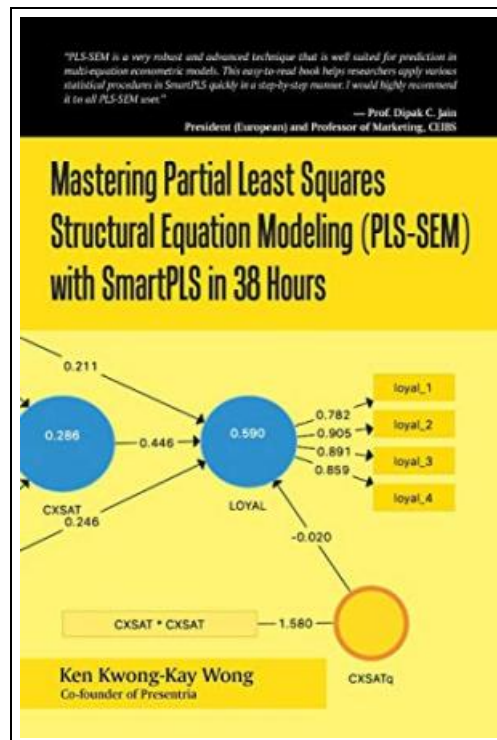 "PLS-SEM is a very robust and advanced technique that is well suited for prediction in
multi-equation econometric models. This easy-to-read book helps researchers apply various
statistical procedures in SmartPLS quickly in a step-by-step manner. I would highly recommend
it to all PLS-SEM user."
— Prof. Dipak C. Jain
President (European) and Professor of Marketing, CEIBS
Mastering Partial Least Squares
Structural Equation Modeling (PLS-SEM)
with SmartPLS in 38 Hours
0.211
loyal_1
0.782
0.286
0.446
0.590
0.905
loyal_2
0.891
loyal_3
0.859
loyal_4
CXSAT
0.246
LOYAL
-0.020
CXSAT * CXSAT
1.580
CXSATq
Ken Kwong-Kay Wong
Co-founder of Presentria